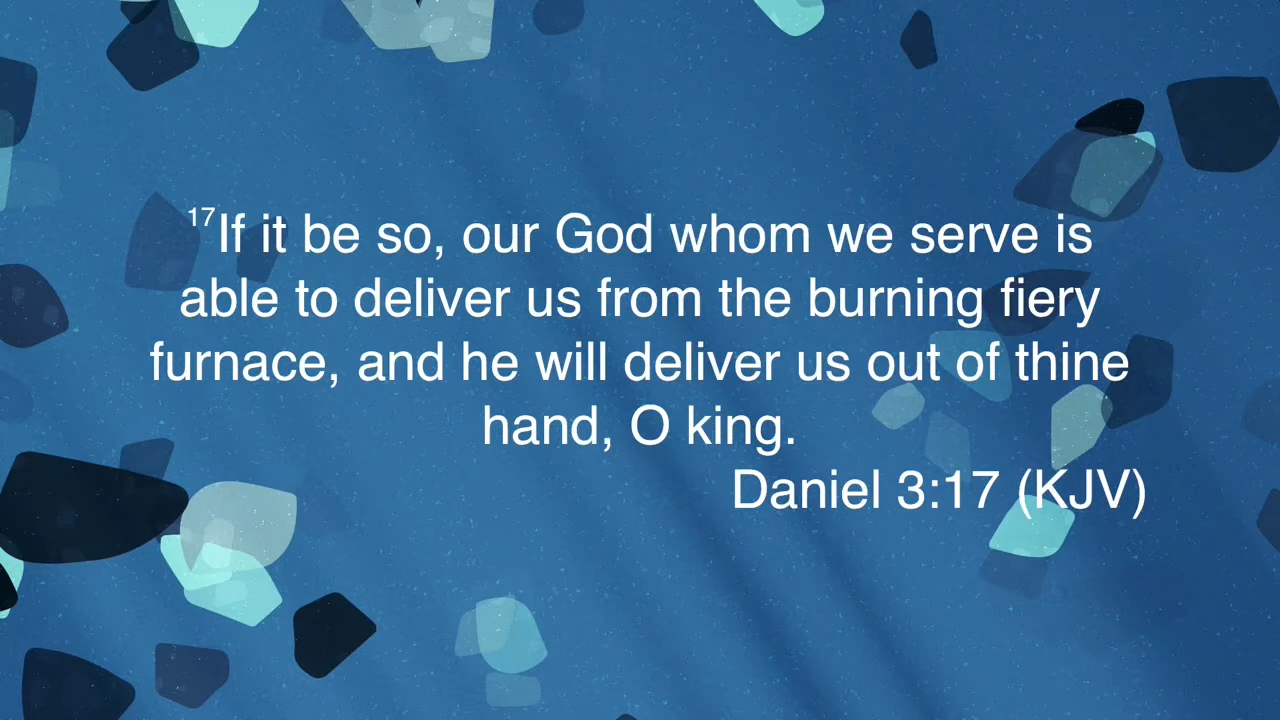 17If it be so, our God whom we serve is
able to deliver us from the burning fiery
furnace, and he will deliver us out of thine
hand, O king.
Daniel 3:17 (KJV)